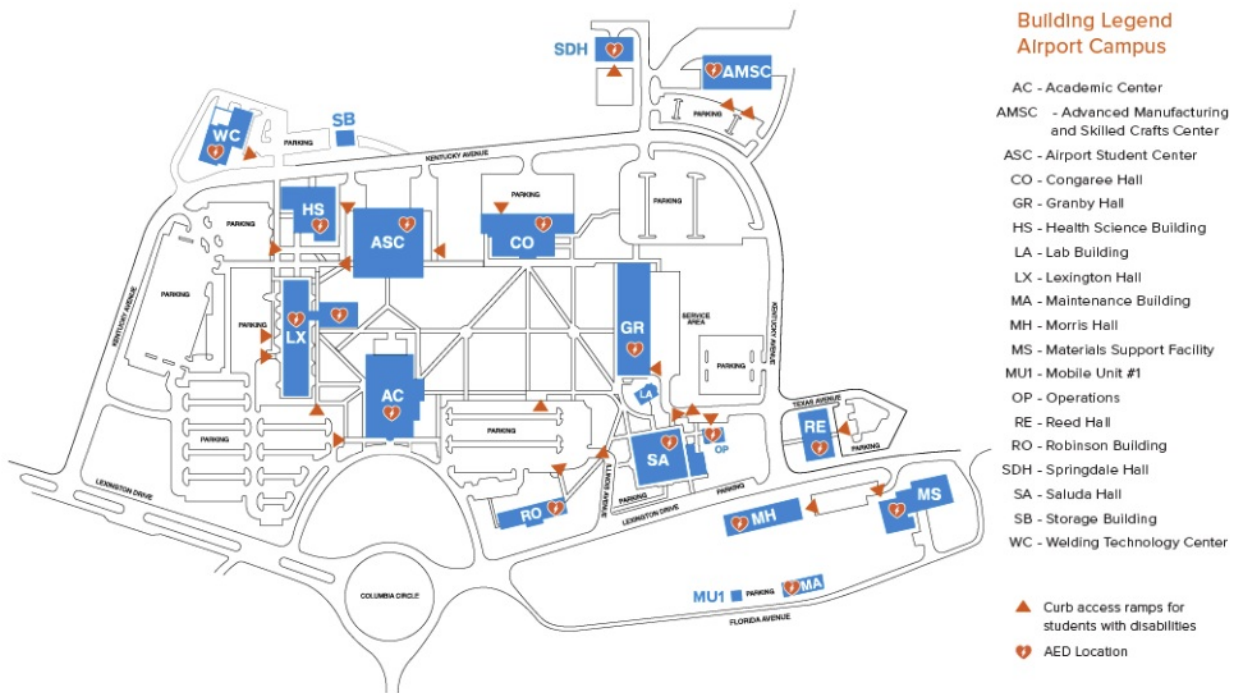 Building Legend
Airport Campus
AC - Academic Center
AMSC - Advanced Manufacturing
and Skilled Crafts Center
ASC - Airport Student Center
CO - Congaree Hall
GR - Granby Hall
HS - Health Science Building
LA - Lab Building
LX - Lexington Hall
MA - Maintenance Building
MH - Morris Hall
MS - Materials Support Facility
MU1 - Mobile Unit #1
OP - Operations
RE - Reed Hall
RO - Robinson Building
SDH - Springdale Hall
SA - Saluda Hall
SB - Storage Building
WC - Welding Technology Center
Curb access ramps for
students with disabilities
AED Location
SDH
AMSC
PARKING
SB
WC
PARKING
KENTUCKY AVENUE
HS
PARKING
ASC
PARKING
CO
PARKING
PARKING
KENTUCKY AVENUE
PARKING
LX
GR
SERVICE
AREA
KENTUCKY AVENUE
PARKING
AC
LA
TEXAS AVENUE
RE
PARKING
PARKING
PARKING
SA
OP
LEXINGTON DRIVE
PARKING
PARKING
ILLINOIS AVENUE
LEXINGTON DRIVE
RO
MH
MS
COLUMBIA CIRCLE
MU1
PARKING
MA
FLORIDA AVENUE